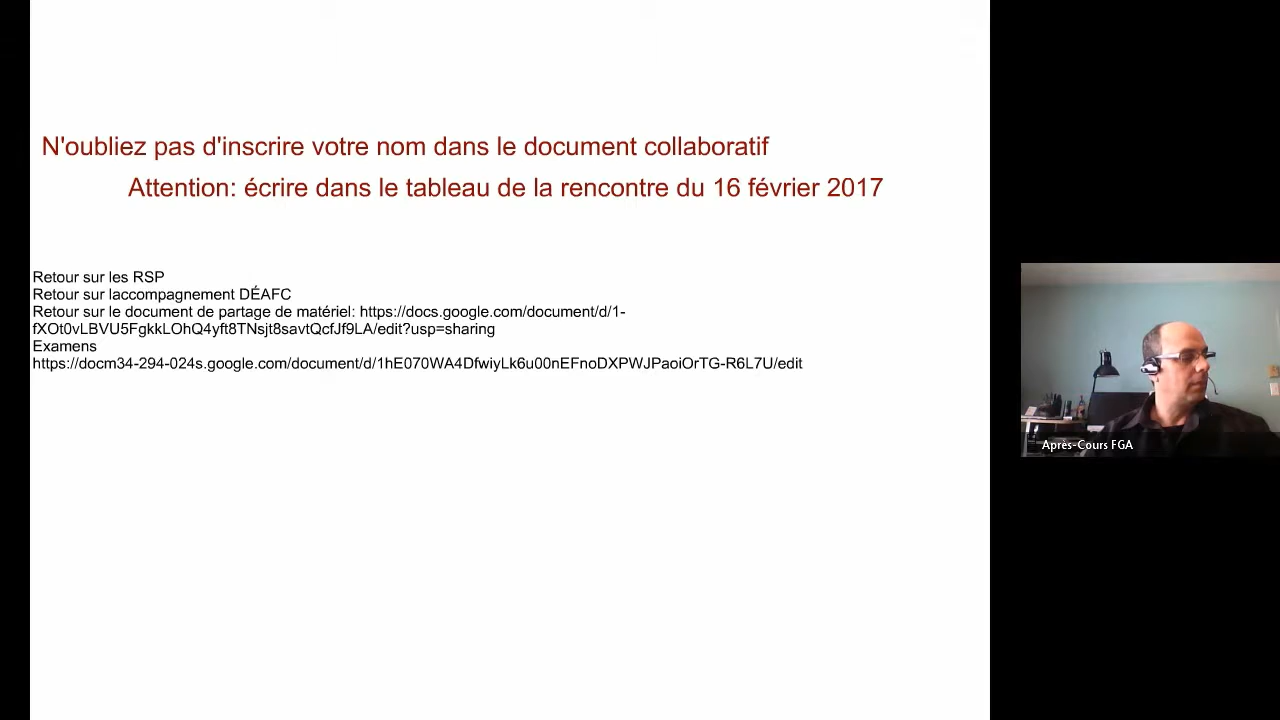 N'oubliez pas d'inscrire votre nom dans le document collaboratif
Attention: écrire dans le tableau de la rencontre du 16 février 2017
Retour sur les RSP
Retour sur laccompagnement DÉAFC
Retour sur le document de partage de matériel: https://docs.google.com/document/d/1-
fXOt0vLBVU5FgkkLOhQ4yft8TNsjt8savtQcfJf9LA/edit?usp=sharing
Examens
https://docm34-294-024s.google.com/document/d/1hE070WA4DfwiyLk6u00nEFnoDXPWJPaoiOrTG-R6L7U/edit
Après-Cours FGA